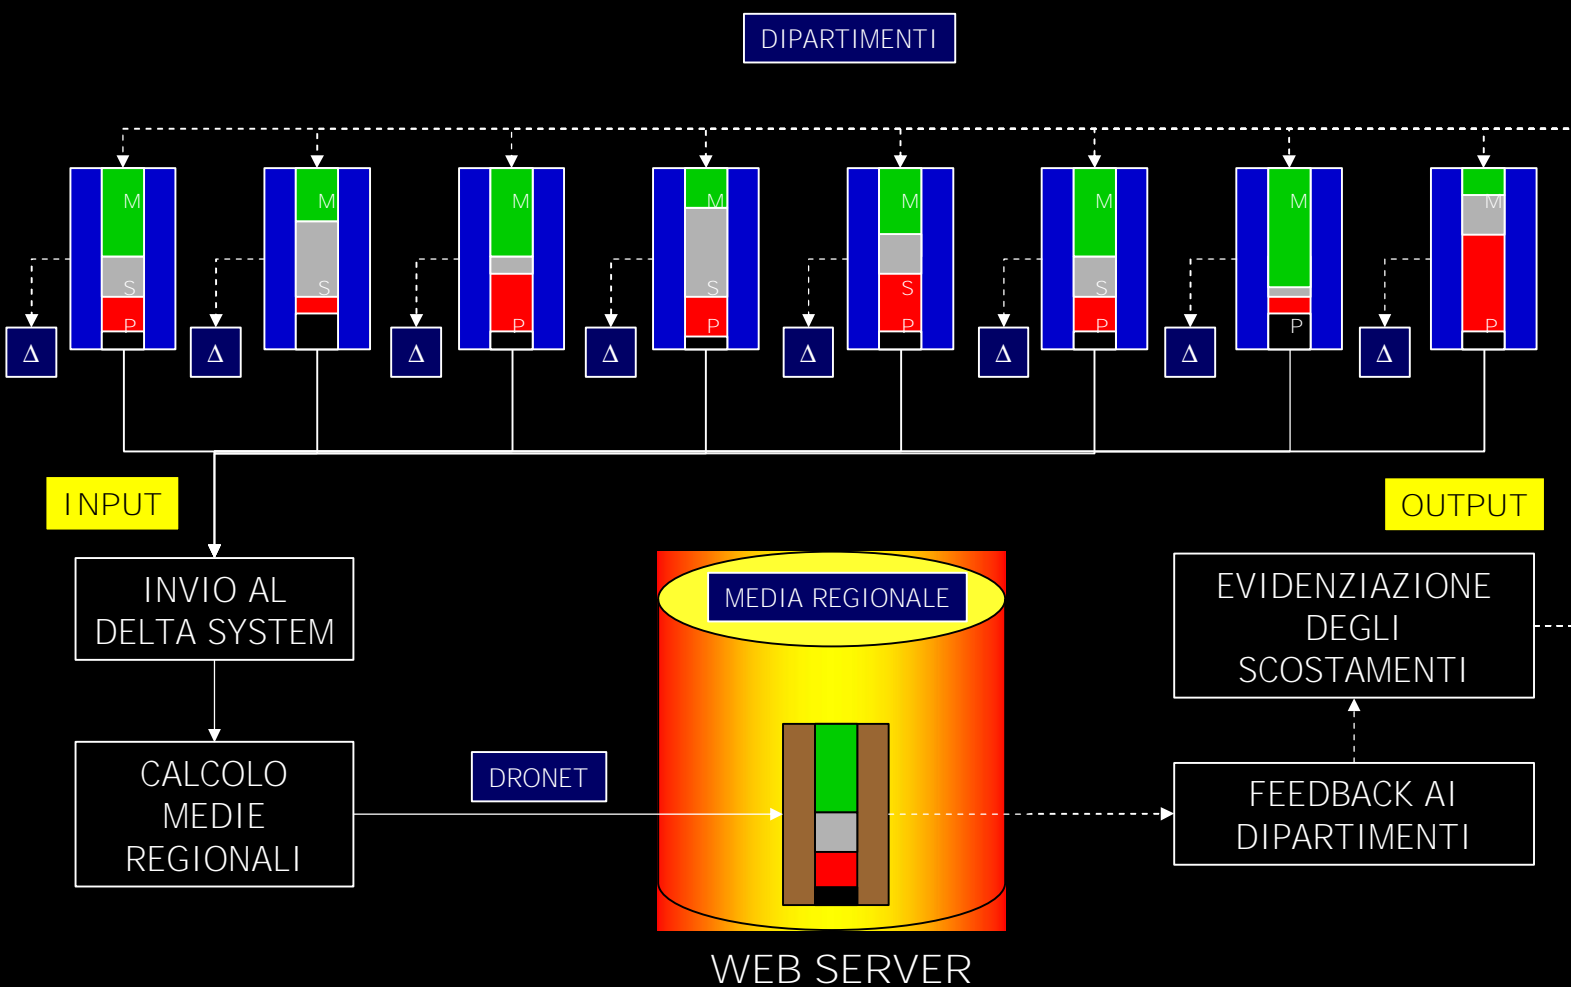 DIPARTIMENTI
M M M M M M M M
S S S S S
P P P P P P P
Δ Δ Δ Δ Δ Δ Δ Δ
INPUT
OUTPUT
INVIO AL
DELTA SYSTEM
MEDIA REGIONALE
EVIDENZIAZIONE
DEGLI
SCOSTAMENTI
CALCOLO
MEDIE
REGIONALI
DRONET
FEEDBACK AI
DIPARTIMENTI
WEB SERVER